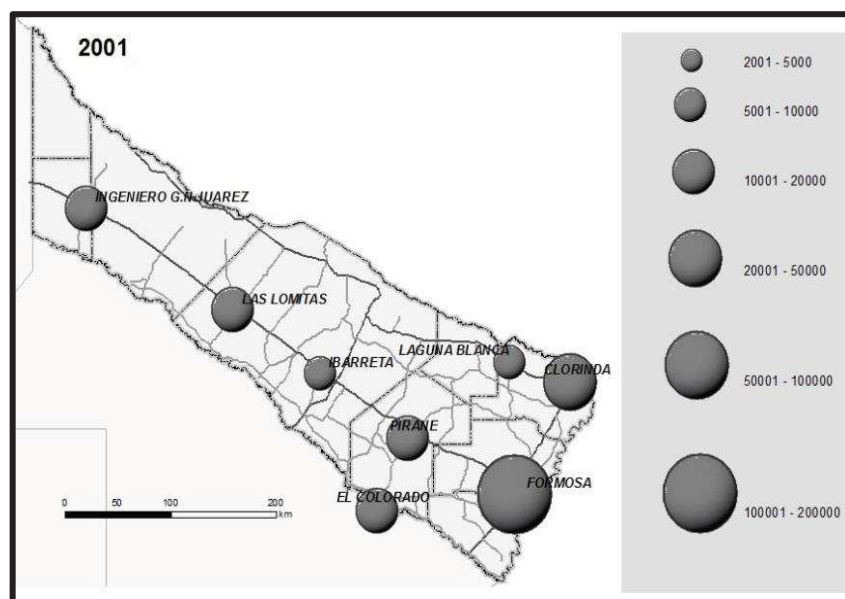 2001
INGENIERO G.N.JUAREZ
LAS LOMITAS
IBARRETA
LAGUNA BLANCA
CLORINDA
PIRANE
EL COLORADO
FORMOSA
0 50 100 200
km
2001 - 5000
5001 - 10000
10001 - 20000
20001 - 50000
50001 - 100000
100001 - 200000